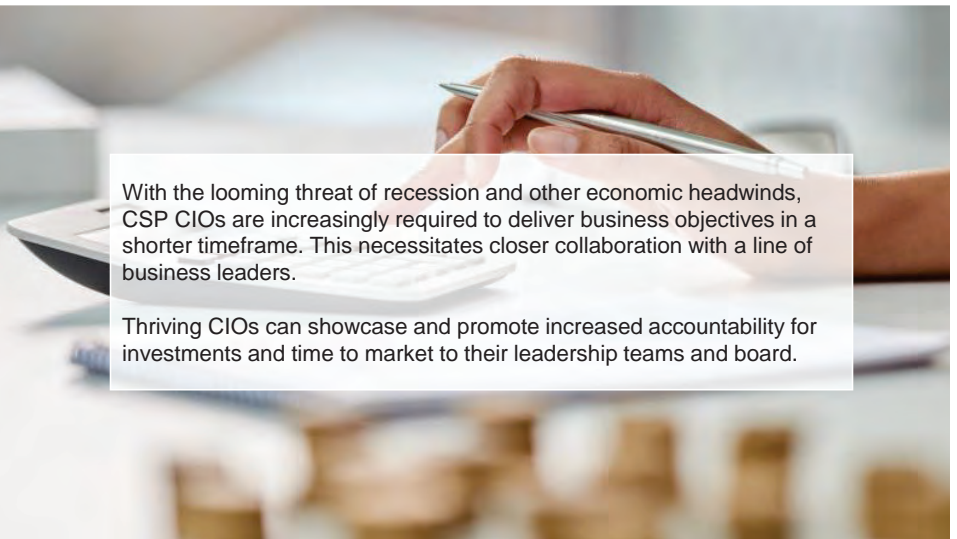 With the looming threat of recession and other economic headwinds,
CSP CIOs are increasingly required to deliver business objectives in a
shorter timeframe. This necessitates closer collaboration with a line of
business leaders.
Thriving CIOs can showcase and promote increased accountability for
investments and time to market to their leadership teams and board.